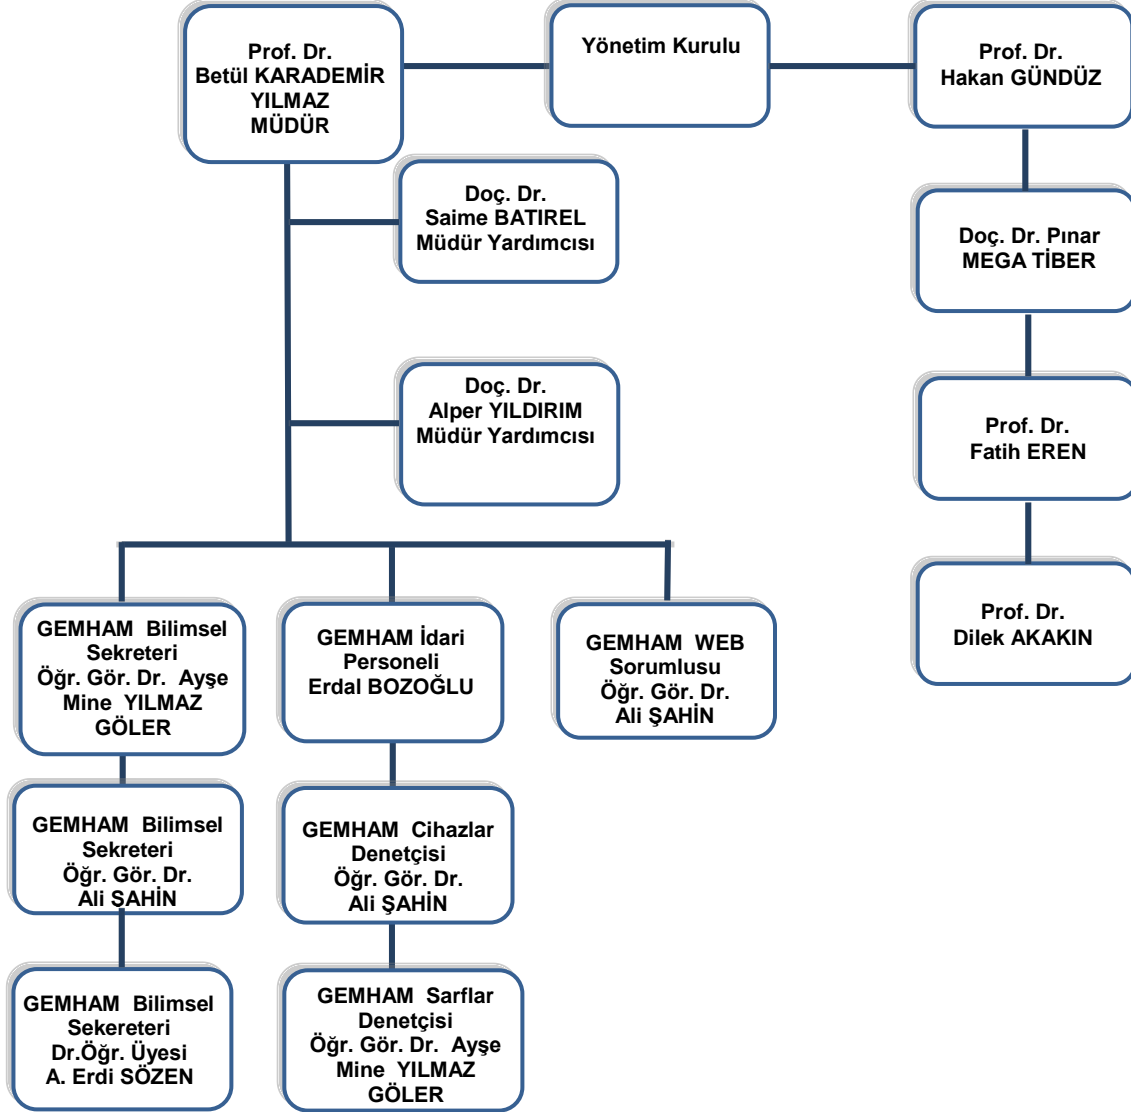 Prof. Dr.
Betül KARADEMİR
YILMAZ
MÜDÜR
Yönetim Kurulu
Prof. Dr.
Hakan GÜNDÜZ
Doç. Dr.
Saime BATIREL
Müdür Yardımcısı
Doç. Dr. Pınar
MEGA TİBER
Doç. Dr.
Alper YILDIRIM
Müdür Yardımcısı
Prof. Dr.
Fatih EREN
Prof. Dr.
Dilek AKAKIN
GEMHAM Bilimsel
Sekreteri
Öğr. Gör. Dr. Ayşe
Mine YILMAZ
GÖLER
GEMHAM İdari
Personeli
Erdal BOZOĞLU
GEMHAM WEB
Sorumlusu
Öğr. Gör. Dr.
Ali ŞAHİN
GEMHAM Bilimsel
Sekreteri
Öğr. Gör. Dr.
Ali ŞAHİN
GEMHAM Cihazlar
Denetçisi
Öğr. Gör. Dr.
Ali ŞAHİN
GEMHAM Bilimsel
Sekereteri
Dr.Öğr. Üyesi
A. Erdi SÖZEN
GEMHAM Sarflar
Denetçisi
Öğr. Gör. Dr. Ayşe
Mine YILMAZ
GÖLER